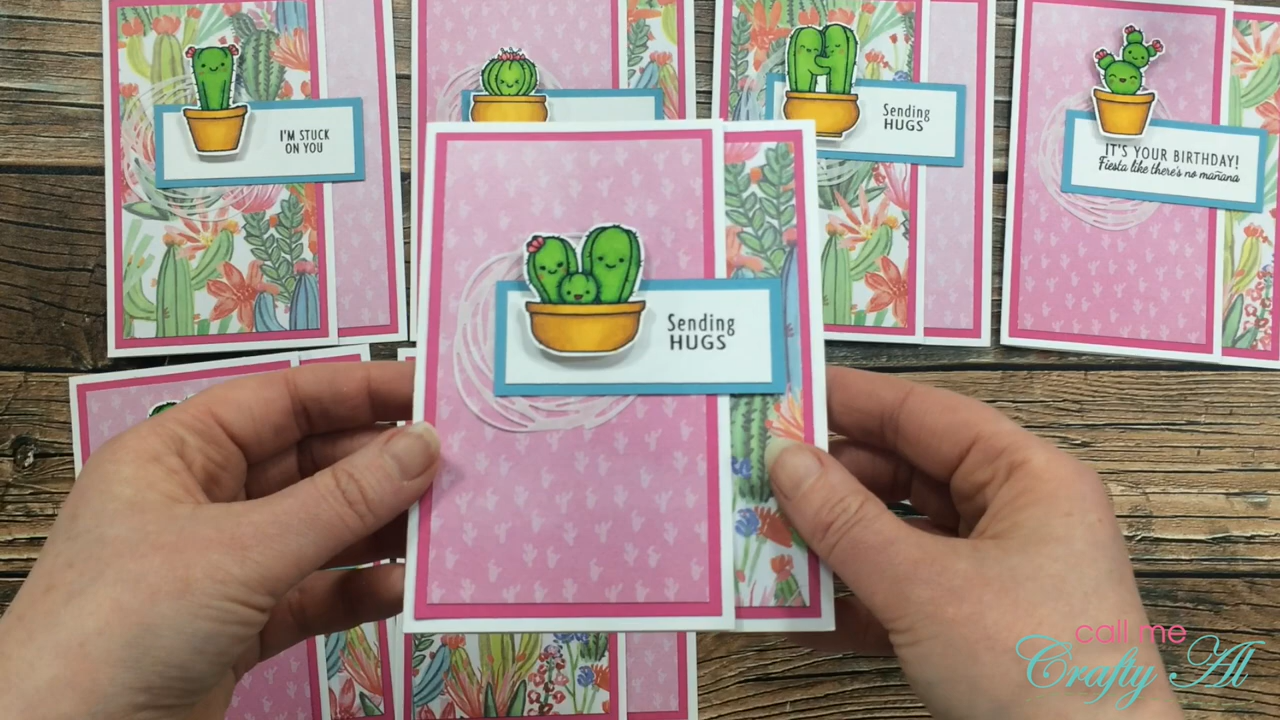 I'M STUCK
ON YOU
Sending
HUGS
IT'S YOUR BIRTHDAY!
Fiesta like there's no mañana
Sending
HUGS
call me
Crafty Al